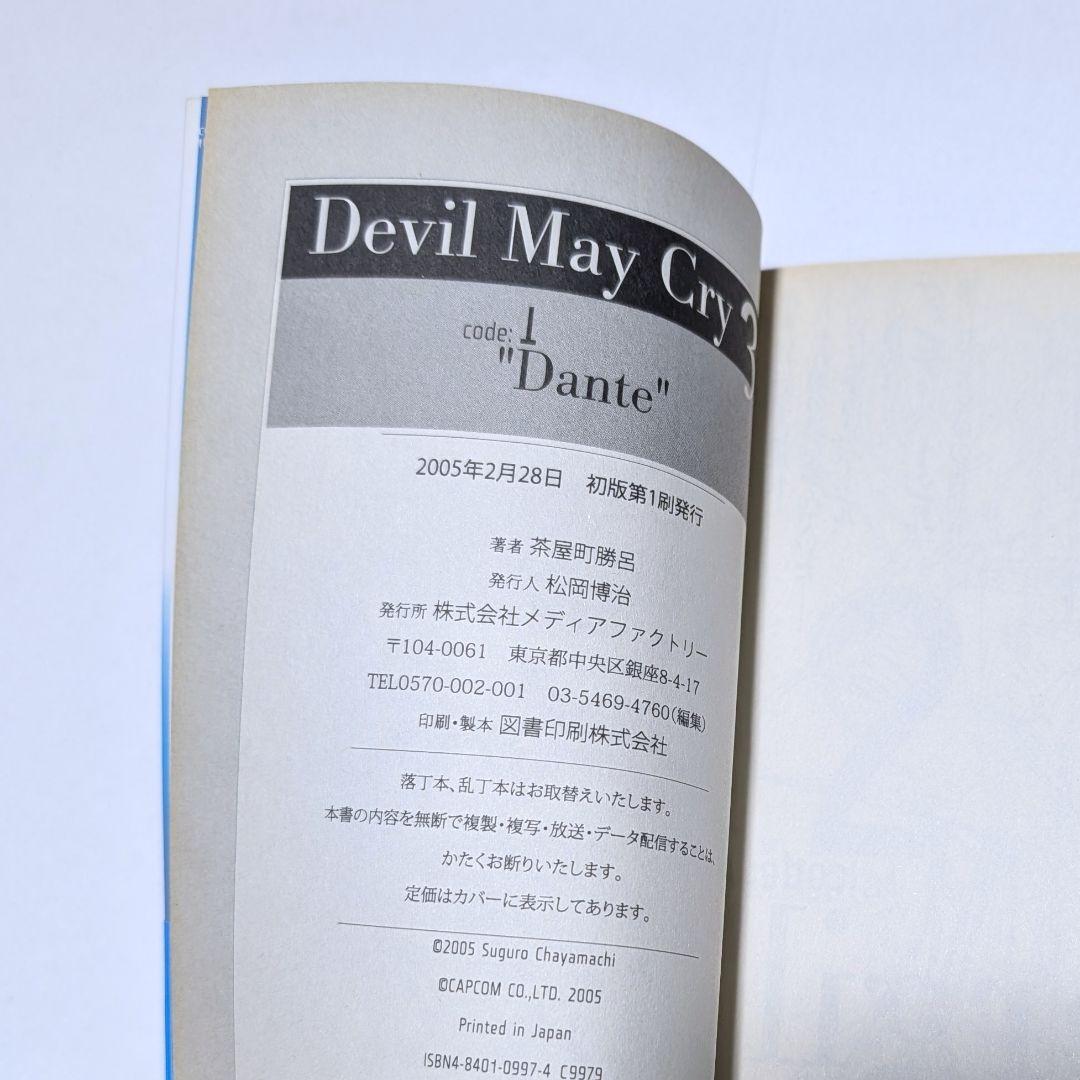 Devil May Cry 3
code: 1
"Dante"
2005年2月28日　初版第1刷発行
著者 茶屋町勝呂
発行人 松岡博治
発行所 株式会社メディアファクトリー
〒104-0061　東京都中央区銀座8-4-17
TEL0570-002-001　03-5469-4760(編集)
印刷・製本 図書印刷株式会社
落丁本、乱丁本はお取替えいたします。
本書の内容を無断で複製・複写・放送・データ配信することは、
かたくお断りいたします。
定価はカバーに表示してあります。
©2005 Suguro Chayamachi
©CAPCOM CO.,LTD. 2005
Printed in Japan
ISBN4-8401-0997-4 C9979